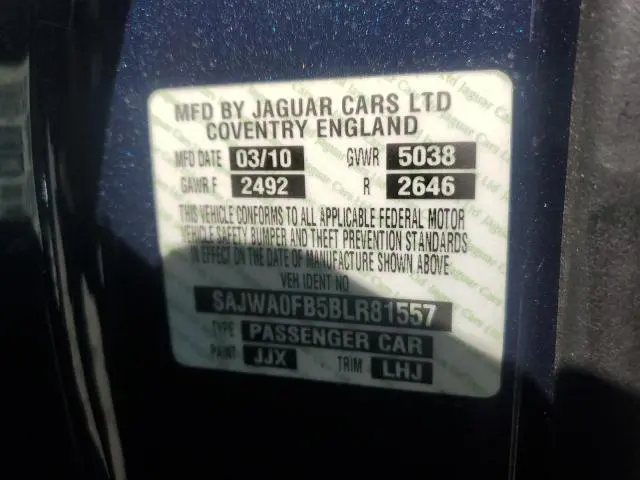 MFD BY JAGUAR CARS LTD
COVENTRY ENGLAND
MFD DATE 03/10 GVWR 5038
GAWR F 2492 R 2646
THIS VEHICLE CONFORMS TO ALL APPLICABLE FEDERAL MOTOR
VEHICLE SAFETY BUMPER AND THEFT PREVENTION STANDARDS
IN EFFECT ON THE DATE OF MANUFACTURE SHOWN ABOVE
VEH IDENT NO
SAJWA0FB5BLR81557
TYPE PASSENGER CAR
PAINT JJX TRIM LHJ